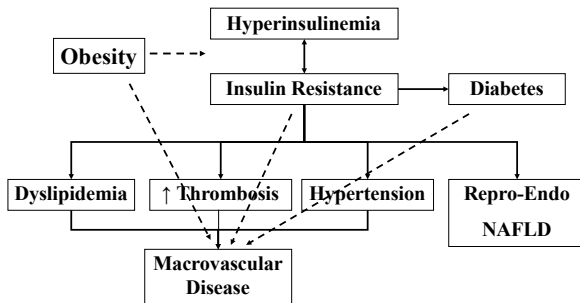 Hyperinsulinemia
Obesity
Insulin Resistance
Diabetes
Dyslipidemia
↑ Thrombosis
Hypertension
Repro-Endo
NAFLD
Macrovascular
Disease